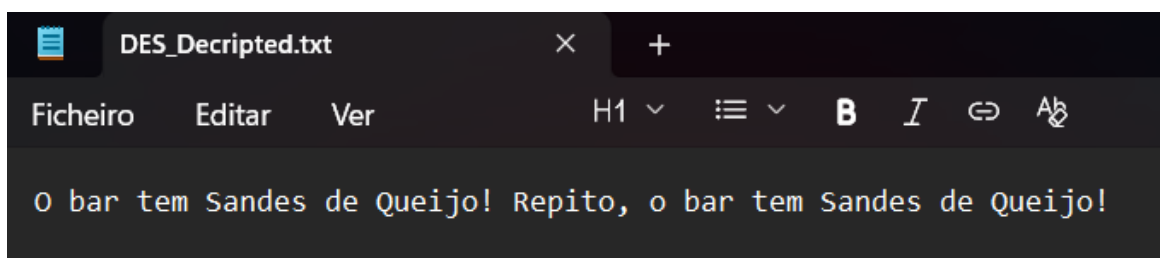 DES_Decripted.txt
Ficheiro Editar Ver H1 B I A
O bar tem Sandes de Queijo! Repito, o bar tem Sandes de Queijo!